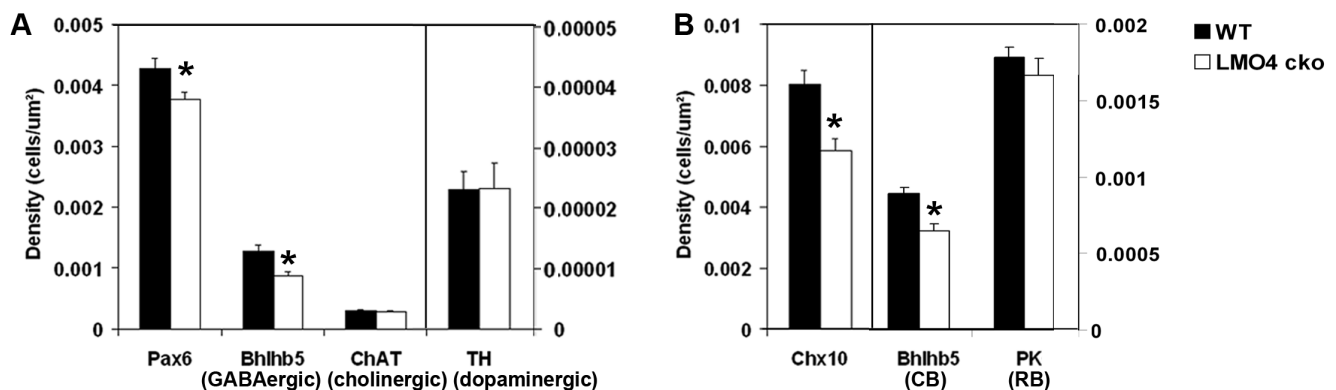 A
Density (cells/um²)
0.005
0.004
0.003
0.002
0.001
0
*
*
0.00005
0.00004
0.00003
0.00002
0.00001
0
Pax6 Bhlhb5 ChAT TH
(GABAergic) (cholinergic) (dopaminergic)
B
Density (cells/um²)
0.01
0.008
0.006
0.004
0.002
0
*
*
0.002
0.0015
0.001
0.0005
0
Chx10 Bhlhb5 PK
(CB) (RB)
WT
LMO4 cko